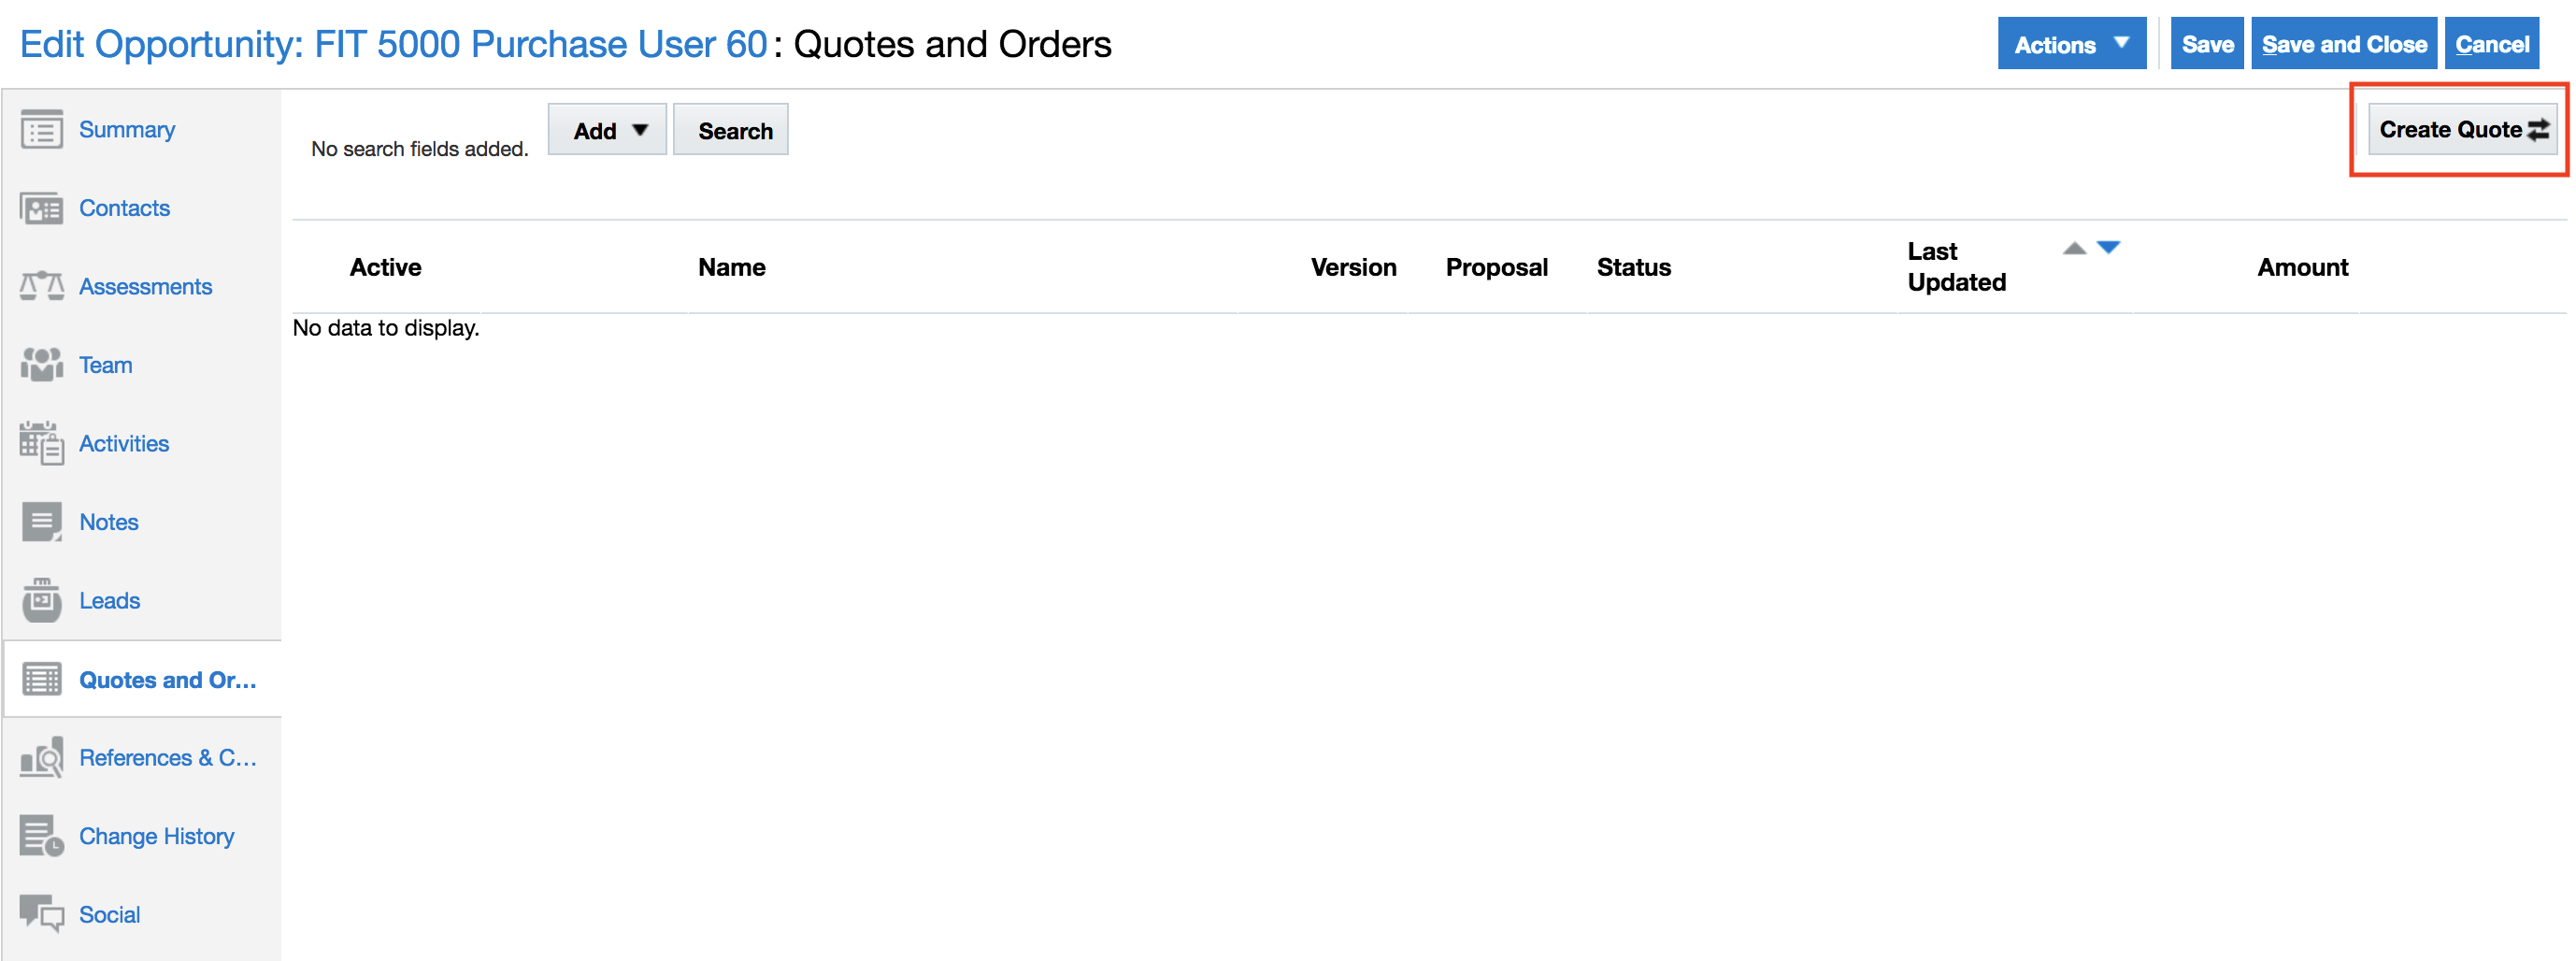 Edit Opportunity: FIT 5000 Purchase User 60: Quotes and Orders
Actions
Save
Save and Close
Cancel
Summary
Contacts
Assessments
Team
Activities
Notes
Leads
Quotes and Or...
References & C...
Change History
Social
No search fields added.
Add
Search
Create Quote
Active
Name
Version
Proposal
Status
Last
Updated
Amount
No data to display.